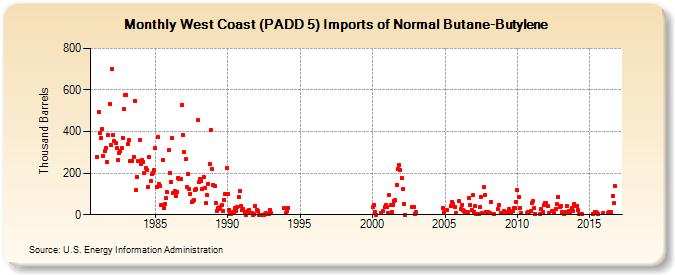 Monthly West Coast (PADD 5) Imports of Normal Butane-Butylene
Thousand Barrels
800
600
400
200
0
1985 1990 1995 2000 2005 2010 2015
Source: U.S. Energy Information Administration